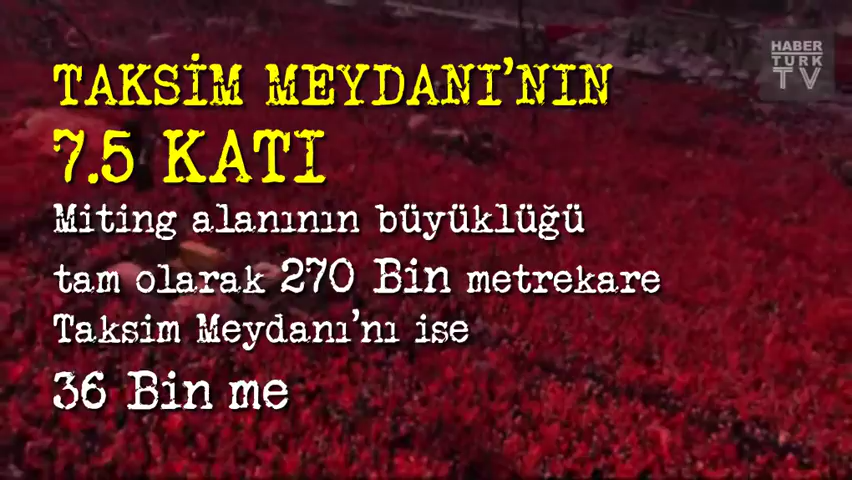 HABER
TURK
TV
TAKSİM MEYDANI'NIN
7.5 KATI
Miting alanının büyüklüğü
tam olarak 270 Bin metrekare
Taksim Meydanı'nı ise
36 Bin me